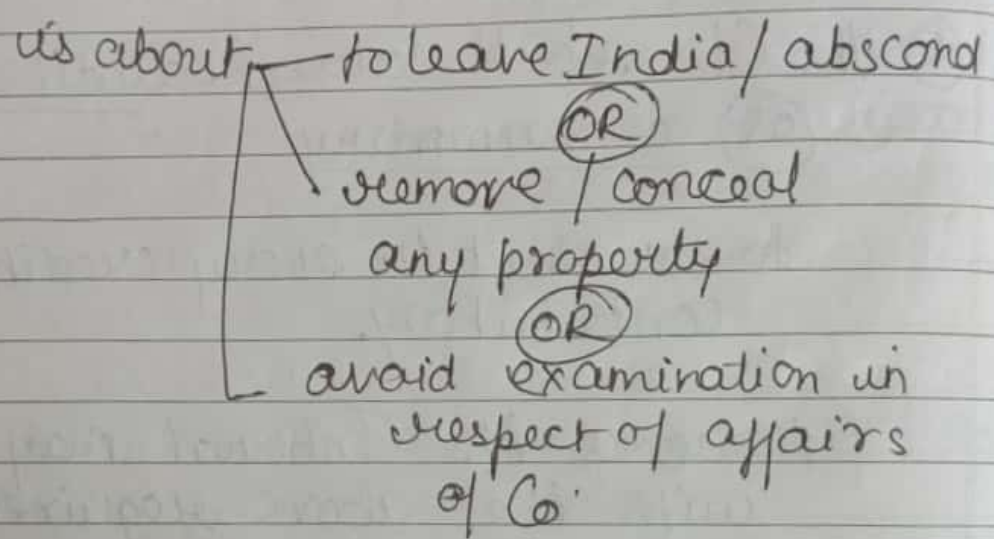 is about to leave India / abscond
OR
remove / conceal
any property
OR
avoid examination in
respect of affairs
of Co.